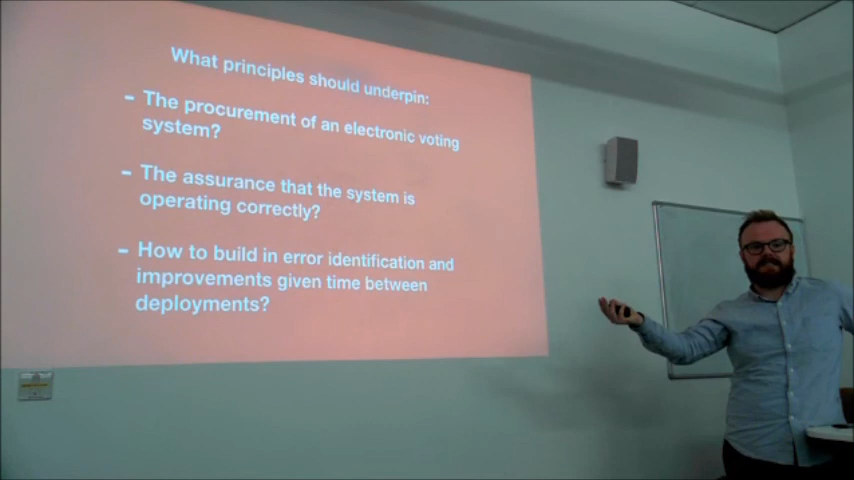 What principles should underpin:
- The procurement of an electronic voting
system?
- The assurance that the system is
operating correctly?
- How to build in error identification and
improvements given time between
deployments?